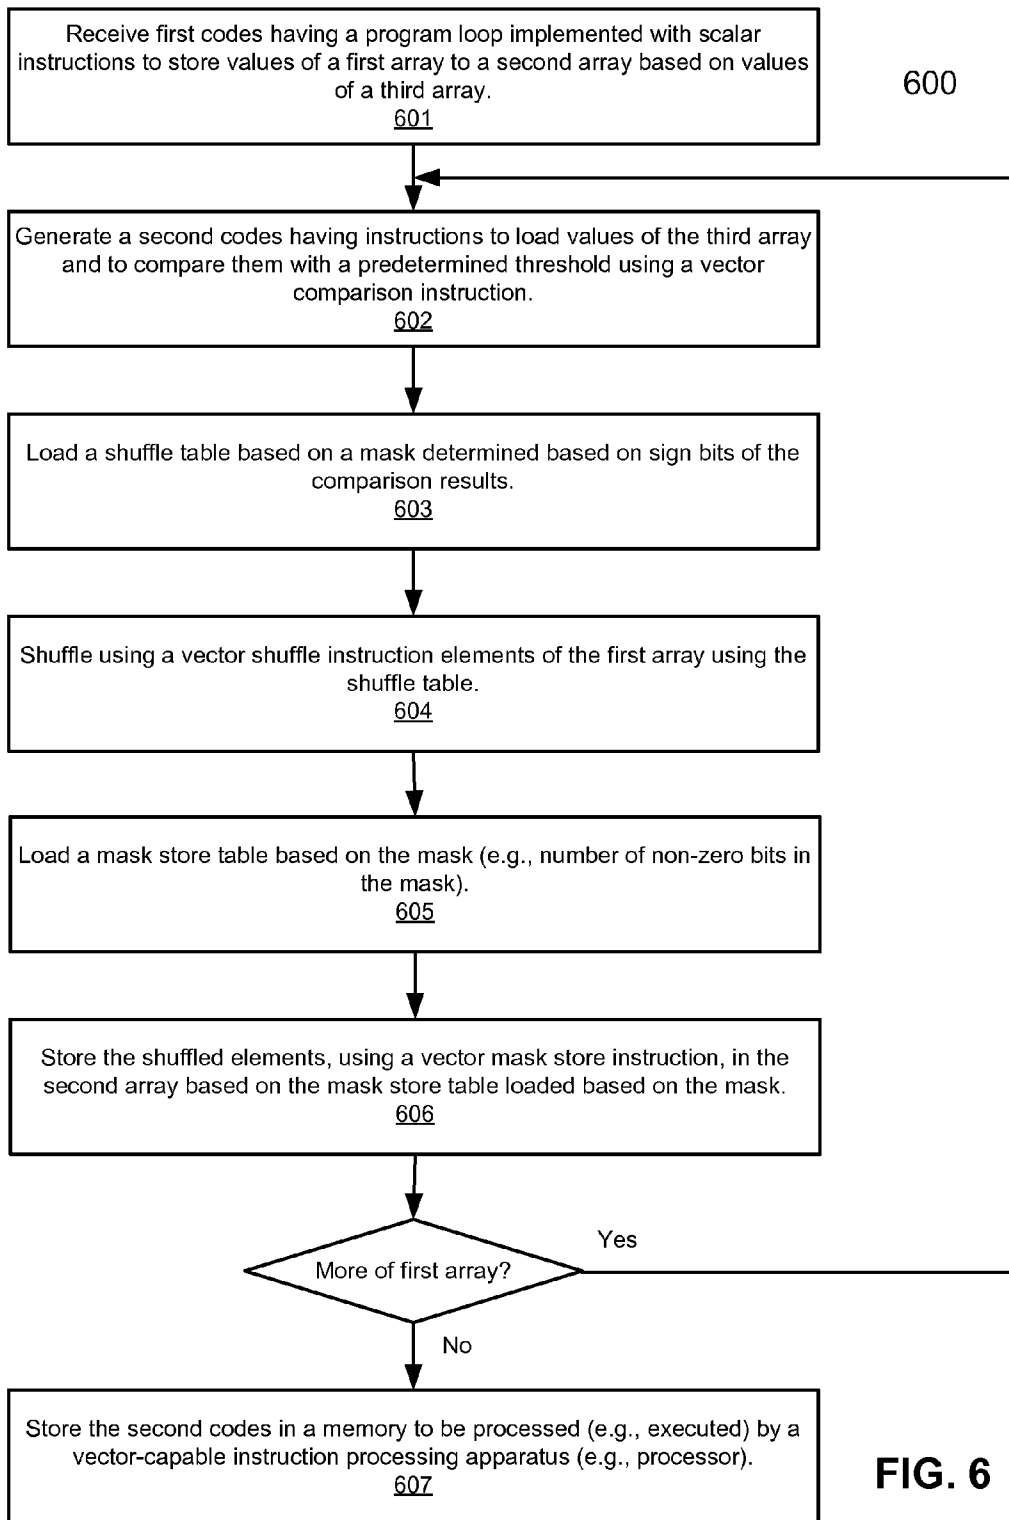 Receive first codes having a program loop implemented with scalar
instructions to store values of a first array to a second array based on values
of a third array.
601
600
Generate a second codes having instructions to load values of the third array
and to compare them with a predetermined threshold using a vector
comparison instruction.
602
Load a shuffle table based on a mask determined based on sign bits of the
comparison results.
603
Shuffle using a vector shuffle instruction elements of the first array using the
shuffle table.
604
Load a mask store table based on the mask (e.g., number of non-zero bits in
the mask).
605
Store the shuffled elements, using a vector mask store instruction, in the
second array based on the mask store table loaded based on the mask.
606
More of first array?
Yes
No
Store the second codes in a memory to be processed (e.g., executed) by a
vector-capable instruction processing apparatus (e.g., processor).
607
FIG. 6